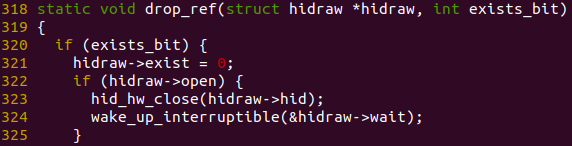 318 static void drop_ref(struct hidraw *hidraw, int exists_bit)
319 {
320   if (exists_bit) {
321     hidraw->exist = 0;
322     if (hidraw->open) {
323       hid_hw_close(hidraw->hid);
324       wake_up_interruptible(&hidraw->wait);
325     }